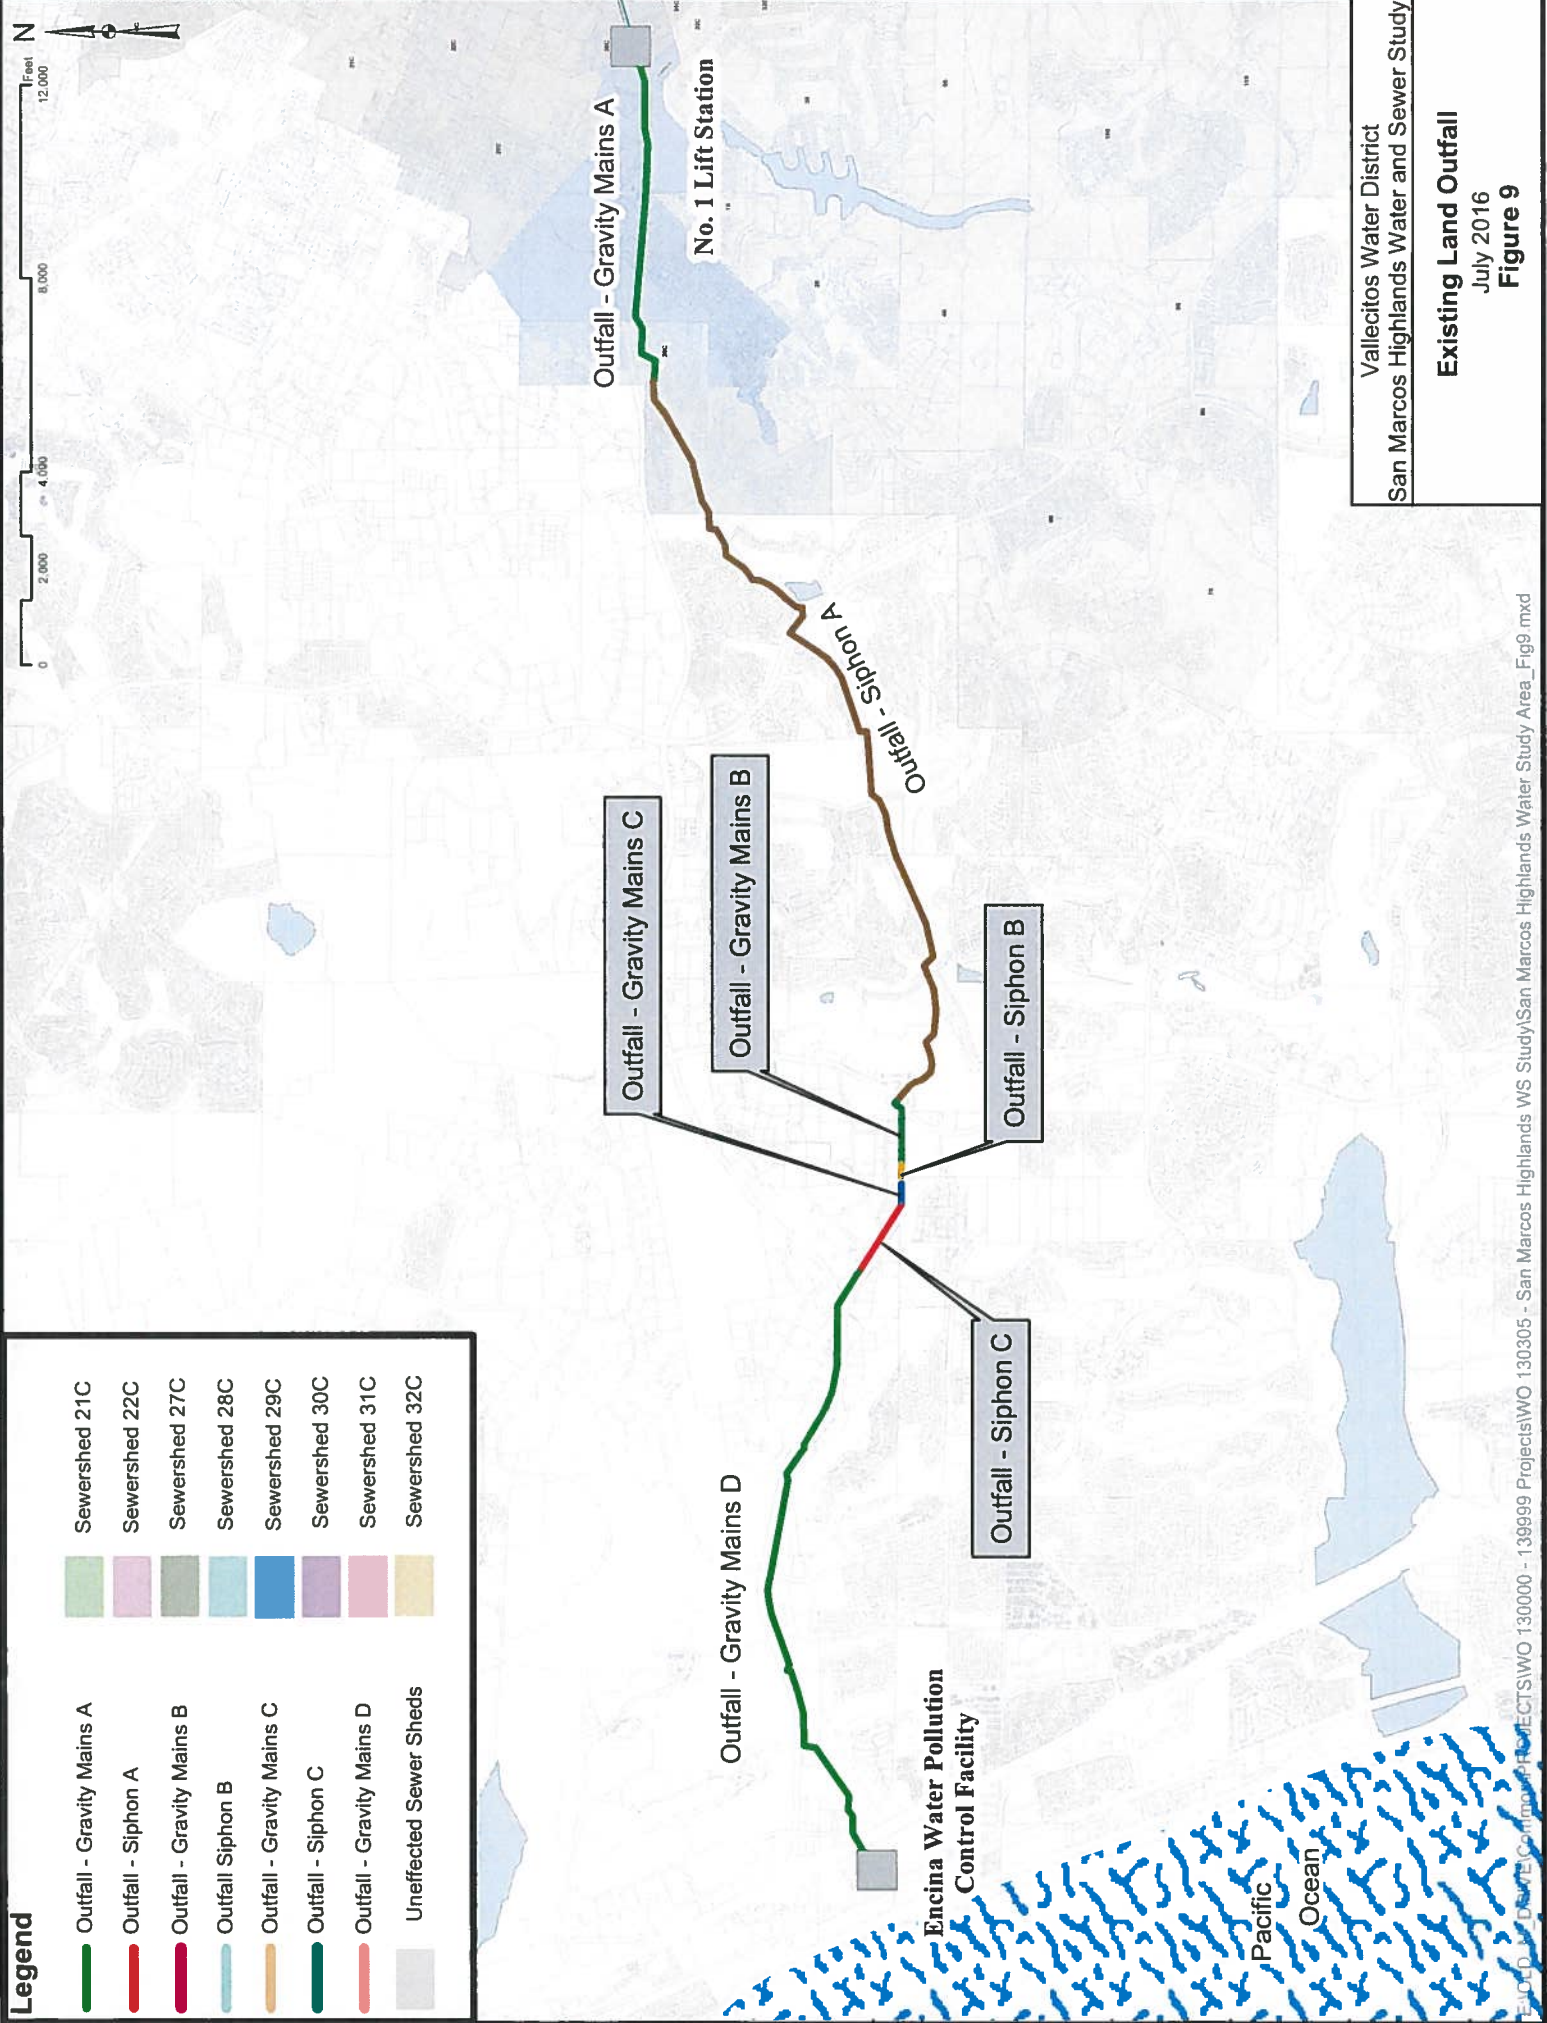 Legend
Outfall - Gravity Mains A
Outfall - Siphon A
Outfall - Gravity Mains B
Outfall Siphon B
Outfall - Gravity Mains C
Outfall - Siphon C
Outfall - Gravity Mains D
Uneffected Sewer Sheds
Sewershed 21C
Sewershed 22C
Sewershed 27C
Sewershed 28C
Sewershed 29C
Sewershed 30C
Sewershed 31C
Sewershed 32C
0
2,000
4,000
8,000
12,000
Feet
N
Outfall - Gravity Mains A
No. 1 Lift Station
Outfall - Gravity Mains C
Outfall - Gravity Mains B
Outfall - Siphon A
Outfall - Siphon B
Outfall - Gravity Mains D
Outfall - Siphon C
Encina Water Pollution
Control Facility
Pacific
Ocean
Vallecitos Water District
San Marcos Highlands Water and Sewer Study
Existing Land Outfall
July 2016
Figure 9
PROJECTS\WO 130000 - 139999 Projects\WO 130305 - San Marcos Highlands WS Study\San Marcos Highlands Water Study Area_Fig9.mxd